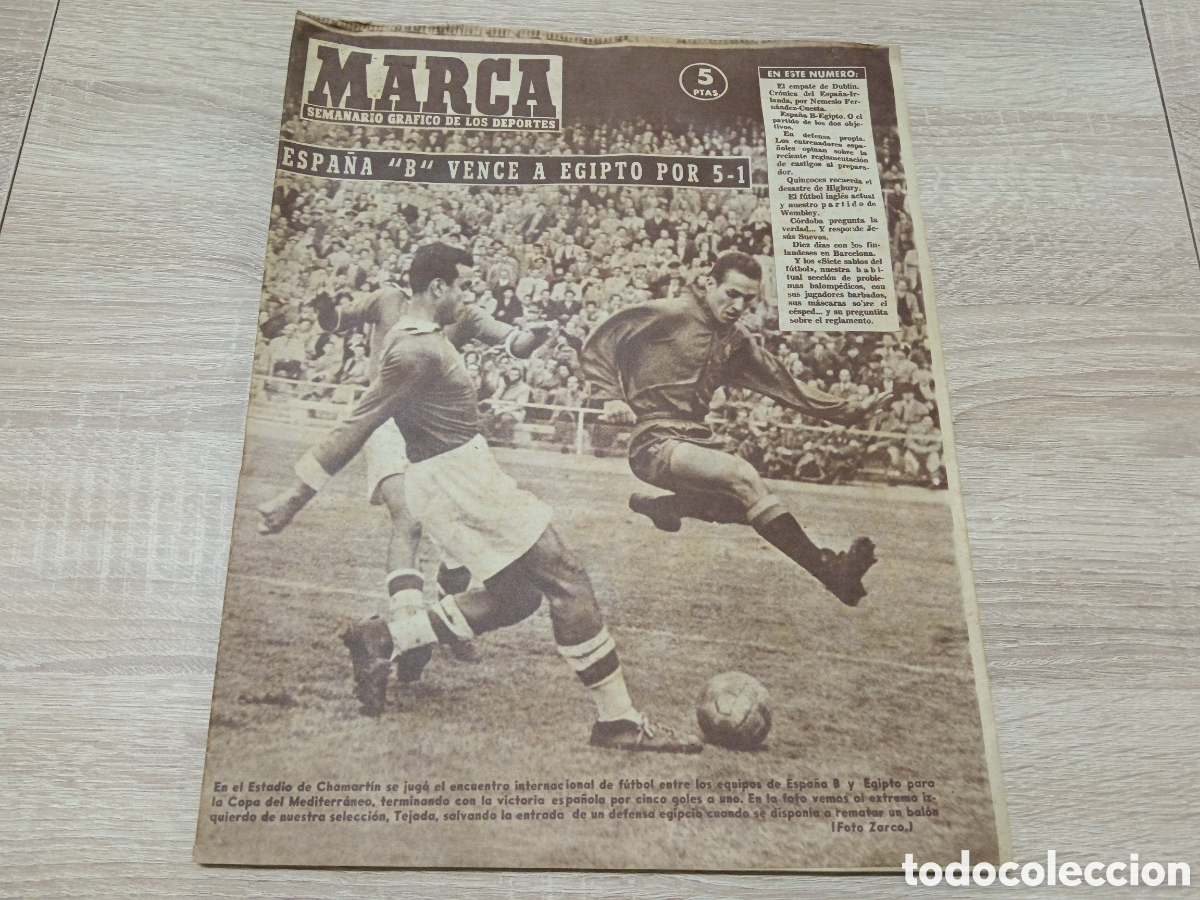 MARCA
SEMANARIO GRAFICO DE LOS DEPORTES
5
PTAS
ESPAÑA "B" VENCE A EGIPTO POR 5-1
EN ESTE NUMERO:
El empate de Dublín.
Crónica del España-Ir-
landa, por Nemesio Fer-
nández-Cuesta.
España B-Egipto. O el
partido de los dos obje-
tivos.
En defensa propia.
Los entrenadores espa-
ñoles opinan sobre la
reciente reglamentación
de castigos al prepara-
dor.
Quincoces recuerda el
desastre de Higbury.
El fútbol inglés actual
y nuestro partido de
Wembley.
Córdoba pregunta la
verdad... Y responde Je-
sús Suevos.
Diez días con los fin-
landeses en Barcelona.
Y los «Siete sabios del
fútbol», nuestra habi-
tual sección de proble-
mas balompédicos, con
sus jugadores barbados,
sus máscaras sobre el
césped... y su preguntita
sobre el reglamento.
En el Estadio de Chamartín se jugó el encuentro internacional de fútbol entre los equipos de España B y Egipto para
la Copa del Mediterráneo, terminando con la victoria española por cinco goles a uno. En la foto vemos al extremo iz-
quierdo de nuestra selección, Tejada, salvando la entrada de un defensa egipcio cuando se disponía a rematar un balón
(Foto Zarco.)
todocoleccion